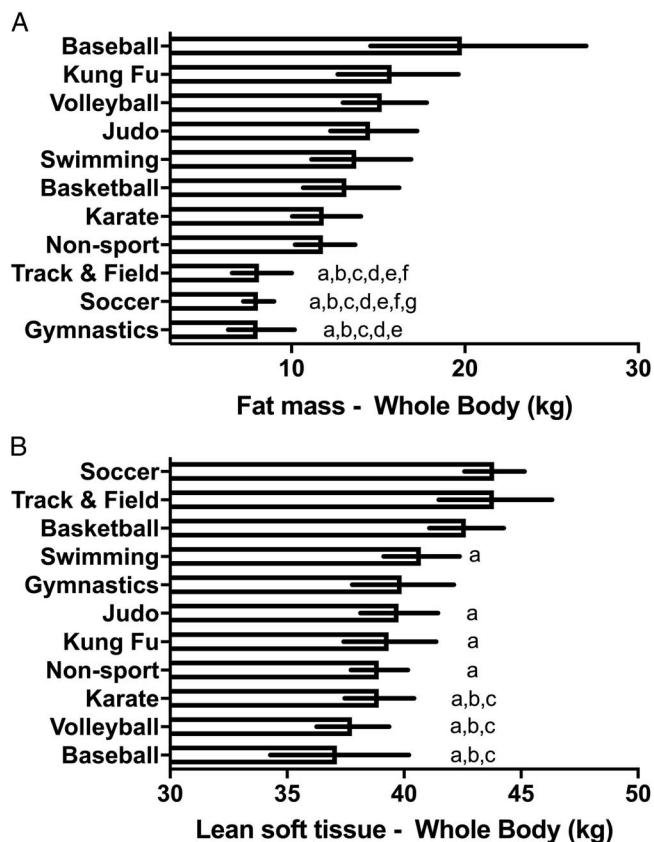 A
Baseball
Kung Fu
Volleyball
Judo
Swimming
Basketball
Karate
Non-sport
Track & Field a,b,c,d,e,f
Soccer a,b,c,d,e,f,g
Gymnastics a,b,c,d,e
10 20 30
Fat mass - Whole Body (kg)
B
Soccer
Track & Field
Basketball
Swimming a
Gymnastics
Judo a
Kung Fu a
Non-sport a
Karate a,b,c
Volleyball a,b,c
Baseball a,b,c
30 35 40 45 50
Lean soft tissue - Whole Body (kg)